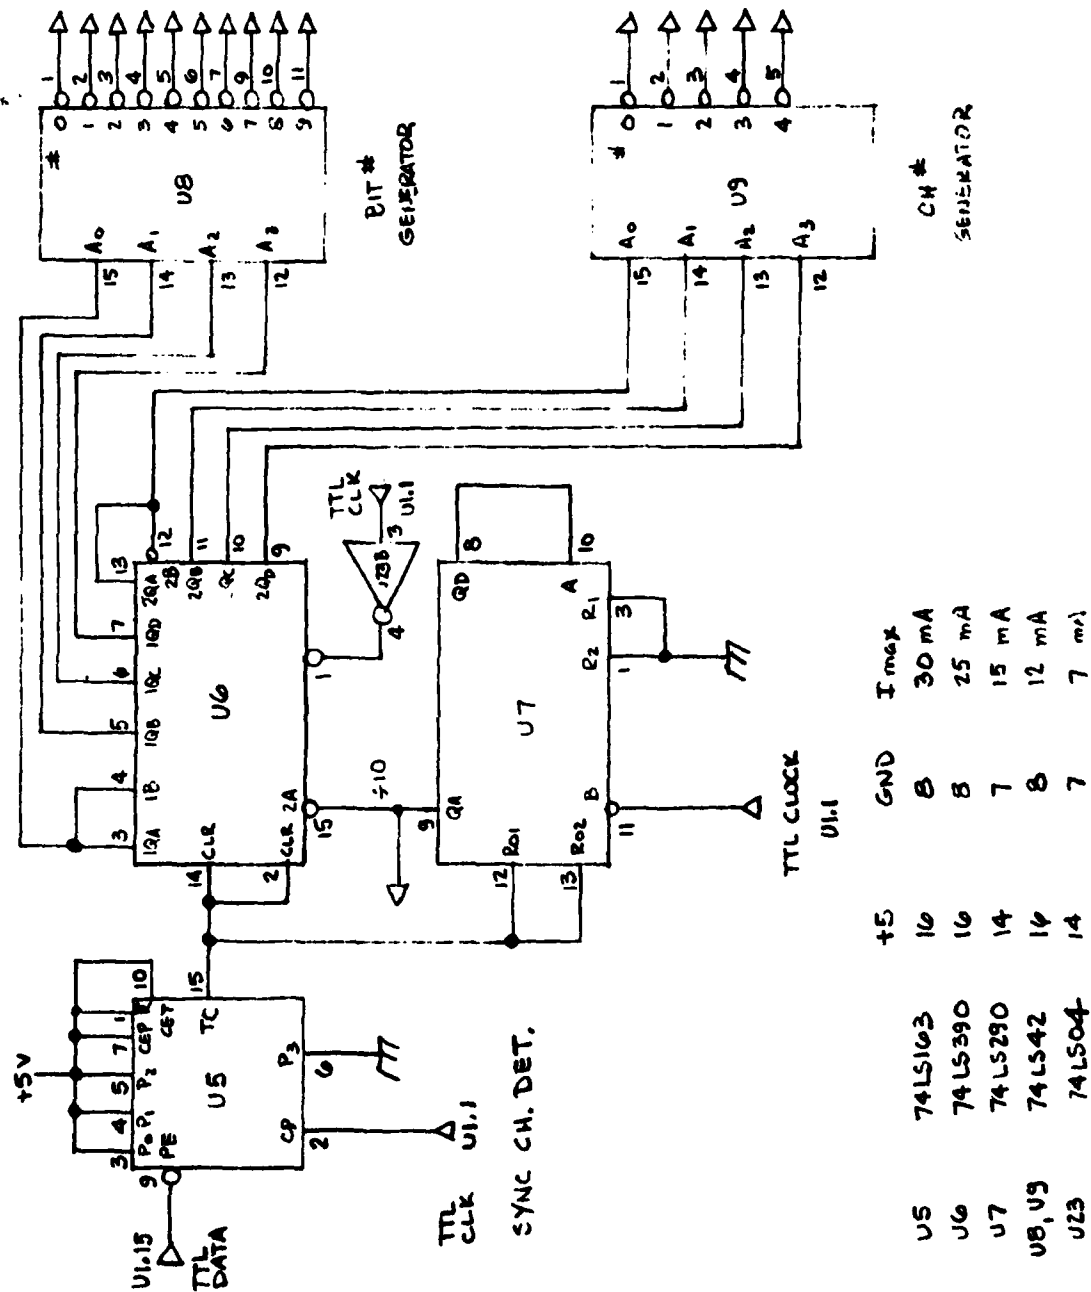 +5V
3 4 5 7 1 10
P0 P1 P2 CEP CET
9 PE
U1.15
TTL
DATA
U5
TC 15
CP P3
2 6
TTL
CLK U1.1
SYNC CH. DET.
3 4 5 6 7 13
1QA 1B 1QB 1QC 1QD 2QA
14 CLR
2 CLR
U6
2B 12
2QB 11
QC 10
2QD 9
2A
15 1
÷10
TTL
CLK
U1.1
3
4
9 QA
QD 8
12 R01
13 R02
U7
A 10
B R2 R1
11 1 3
TTL CLOCK
U1.1
15 A0
14 A1
13 A2
12 A3
U8
#
0 1
1 2
2 3
3 4
4 5
5 6
6 7
7 9
8 10
9 11
BIT #
GENERATOR
15 A0
14 A1
13 A2
12 A3
U9
#
0 1
1 2
2 3
3 4
4 5
CH #
GENERATOR
+5 GND Imax
U5 74LS163 16 8 30 mA
U6 74LS390 16 8 25 mA
U7 74LS290 14 7 15 mA
U8, U9 74LS42 16 8 12 mA
U23 74LS04 14 7 7 mA